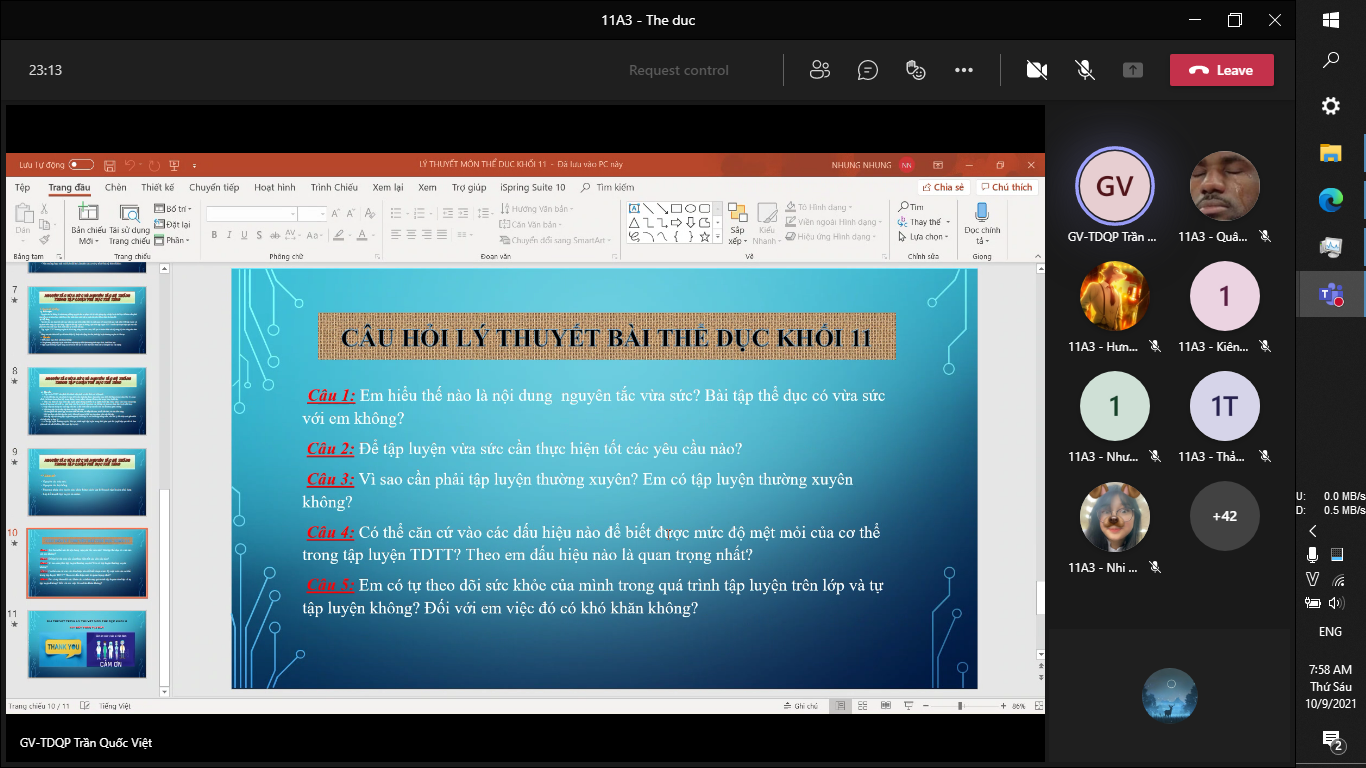 11A3 - The duc
23:13
Request control
Leave
Lưu Tự động
LÝ THUYẾT MÔN THỂ DỤC KHỐI 11 - Đã lưu vào PC này
NHUNG NHUNG
NN
Tệp Trang đầu Chèn Thiết kế Chuyển tiếp Hoạt hình Trình Chiếu Xem lại Xem Trợ giúp iSpring Suite 10 Tìm kiếm
Chia sẻ
Chú thích
Dán
Bản chiếu Mới
Tái sử dụng Trang chiếu
Bố trí
Đặt lại
Phần
Hướng Văn bản
Căn Văn bản
Chuyển đổi sang SmartArt
Sắp xếp
Kiểu Nhanh
Tô Hình dạng
Viền ngoài Hình dạng
Hiệu ứng Hình dạng
Tìm
Thay thế
Lựa chọn
Đọc chính tả
Bảng tạm
Trang chiếu
Phông chữ
Đoạn văn
Vẽ
Chỉnh sửa
Giọng
7
8
9
10
11
THANK YOU
CẢM ƠN
CÂU HỎI LÝ THUYẾT BÀI THỂ DỤC KHỐI 11
Câu 1: Em hiểu thế nào là nội dung nguyên tắc vừa sức? Bài tập thể dục có vừa sức
với em không?
Câu 2: Để tập luyện vừa sức cần thực hiện tốt các yêu cầu nào?
Câu 3: Vì sao cần phải tập luyện thường xuyên? Em có tập luyện thường xuyên
không?
Câu 4: Có thể căn cứ vào các dấu hiệu nào để biết được mức độ mệt mỏi của cơ thể
trong tập luyện TDTT? Theo em dấu hiệu nào là quan trọng nhất?
Câu 5: Em có tự theo dõi sức khỏe của mình trong quá trình tập luyện trên lớp và tự
tập luyện không? Đối với em việc đó có khó khăn không?
Trang chiếu 10 / 11
Tiếng Việt
Ghi chú
86%
GV-TDQP Trần Quốc Việt
GV
GV-TDQP Trần ...
11A3 - Quâ...
11A3 - Hưn...
1
11A3 - Kiên...
1
11A3 - Như...
1T
11A3 - Thả...
11A3 - Nhi ...
+42
U: 0.0 MB/s
D: 0.5 MB/s
ENG
7:58 AM
Thứ Sáu
10/9/2021
2